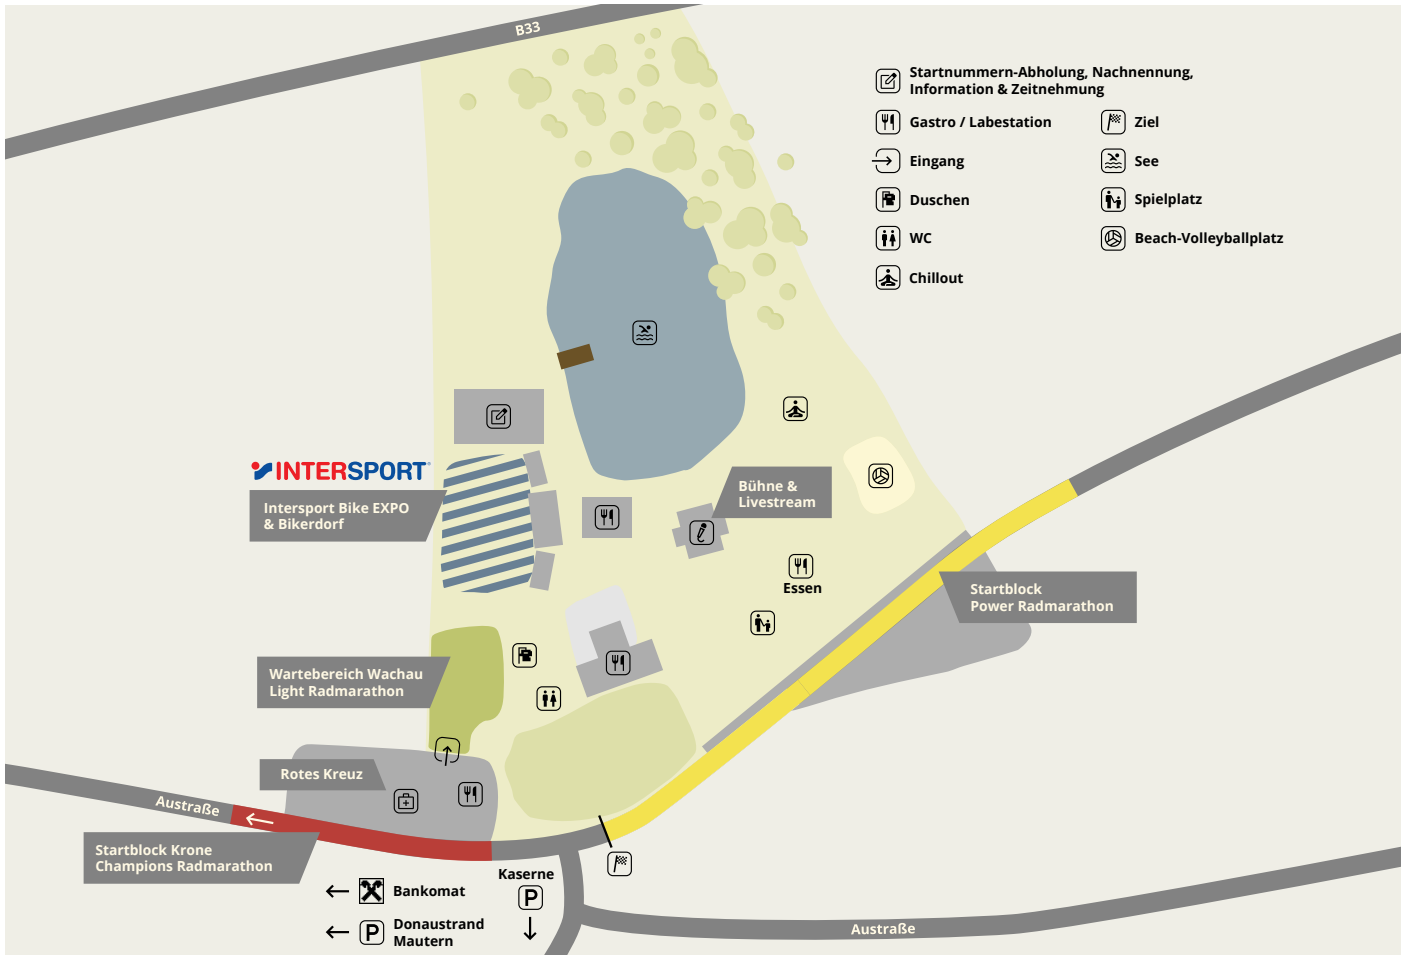 B33
Startnummern-Abholung, Nachnennung,
Information & Zeitnehmung
Gastro / Labestation
Ziel
Eingang
See
Duschen
Spielplatz
WC
Beach-Volleyballplatz
Chillout
INTERSPORT
Intersport Bike EXPO
& Bikerdorf
Bühne &
Livestream
i
Essen
Startblock
Power Radmarathon
Wartebereich Wachau
Light Radmarathon
Rotes Kreuz
Austraße
Startblock Krone
Champions Radmarathon
Kaserne
P
Bankomat
P
Donaustrand
Mautern
Austraße